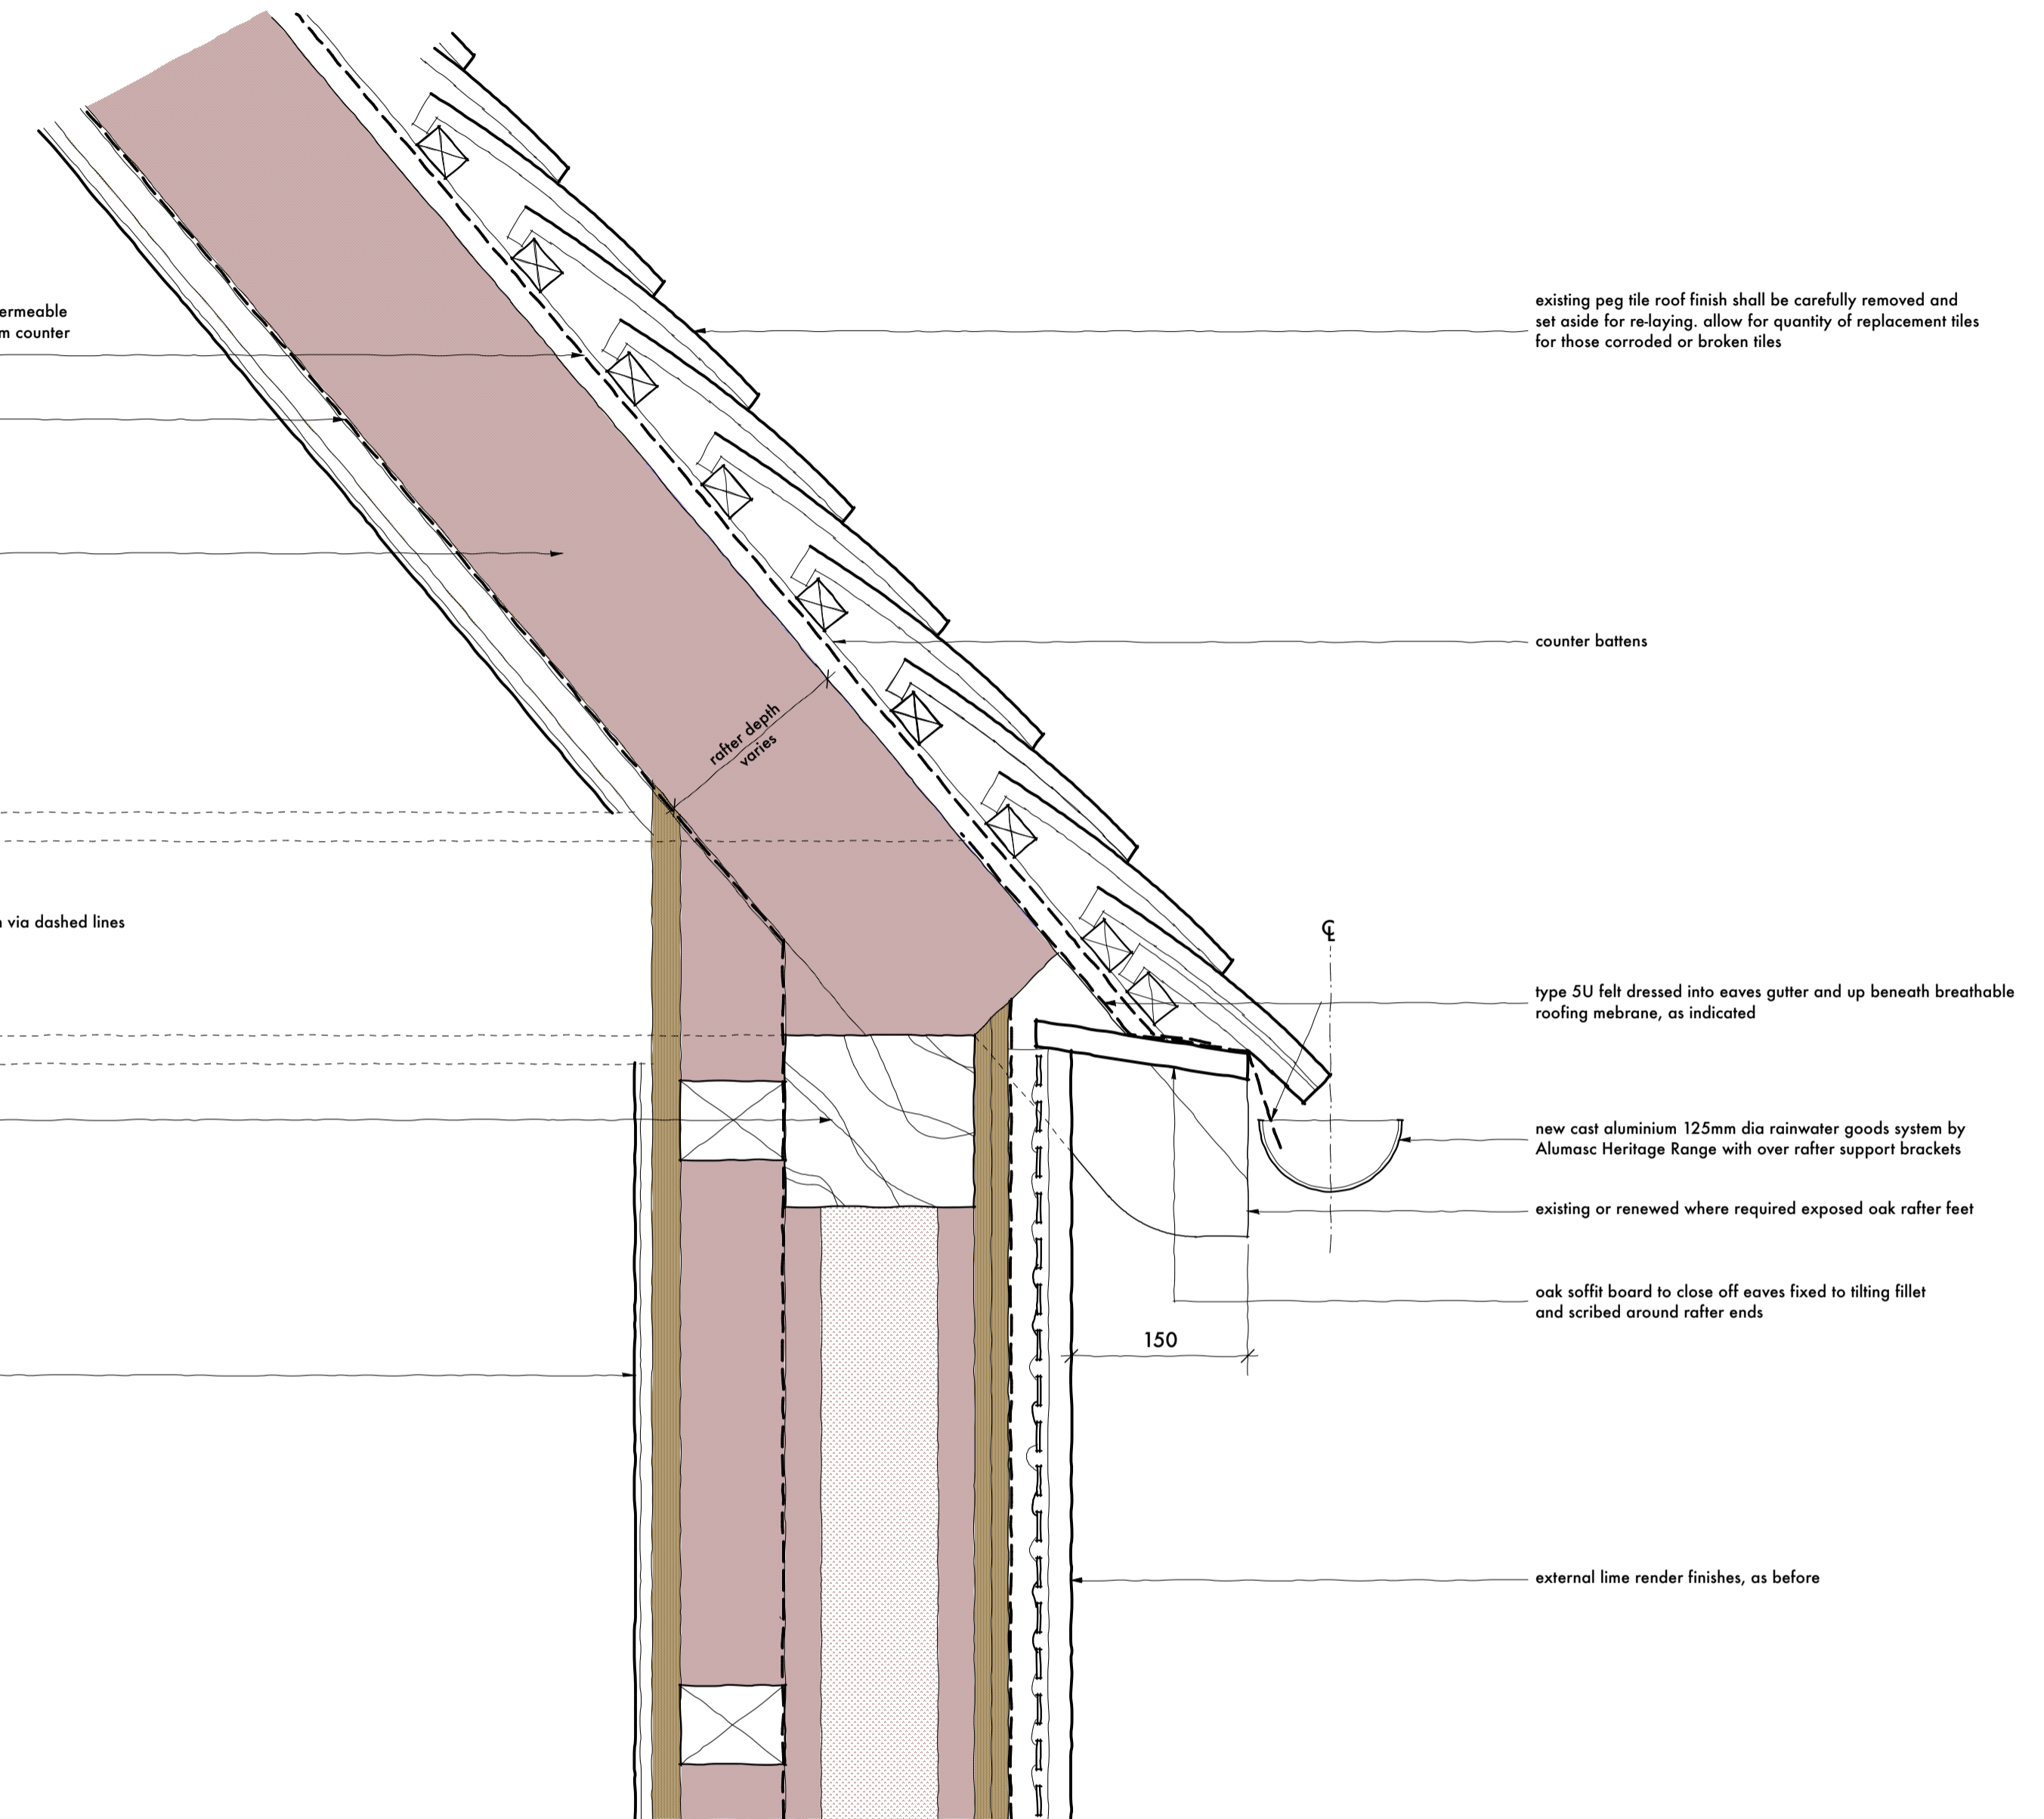 ermeable
m counter
n via dashed lines
rafter depth
varies
existing peg tile roof finish shall be carefully removed and
set aside for re-laying. allow for quantity of replacement tiles
for those corroded or broken tiles
counter battens
℄
type 5U felt dressed into eaves gutter and up beneath breathable
roofing mebrane, as indicated
new cast aluminium 125mm dia rainwater goods system by
Alumasc Heritage Range with over rafter support brackets
existing or renewed where required exposed oak rafter feet
oak soffit board to close off eaves fixed to tilting fillet
and scribed around rafter ends
150
external lime render finishes, as before